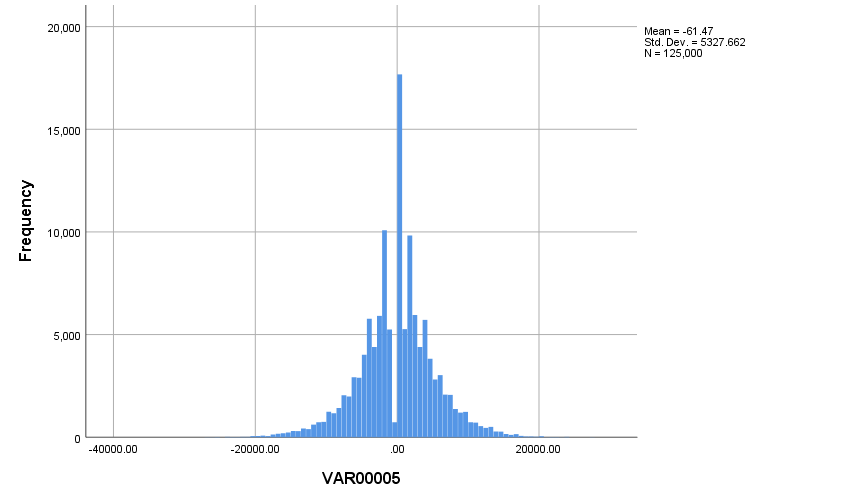 20,000
15,000
10,000
5,000
0
Frequency
-40000.00
-20000.00
.00
20000.00
VAR00005
Mean = -61.47
Std. Dev. = 5327.662
N = 125,000